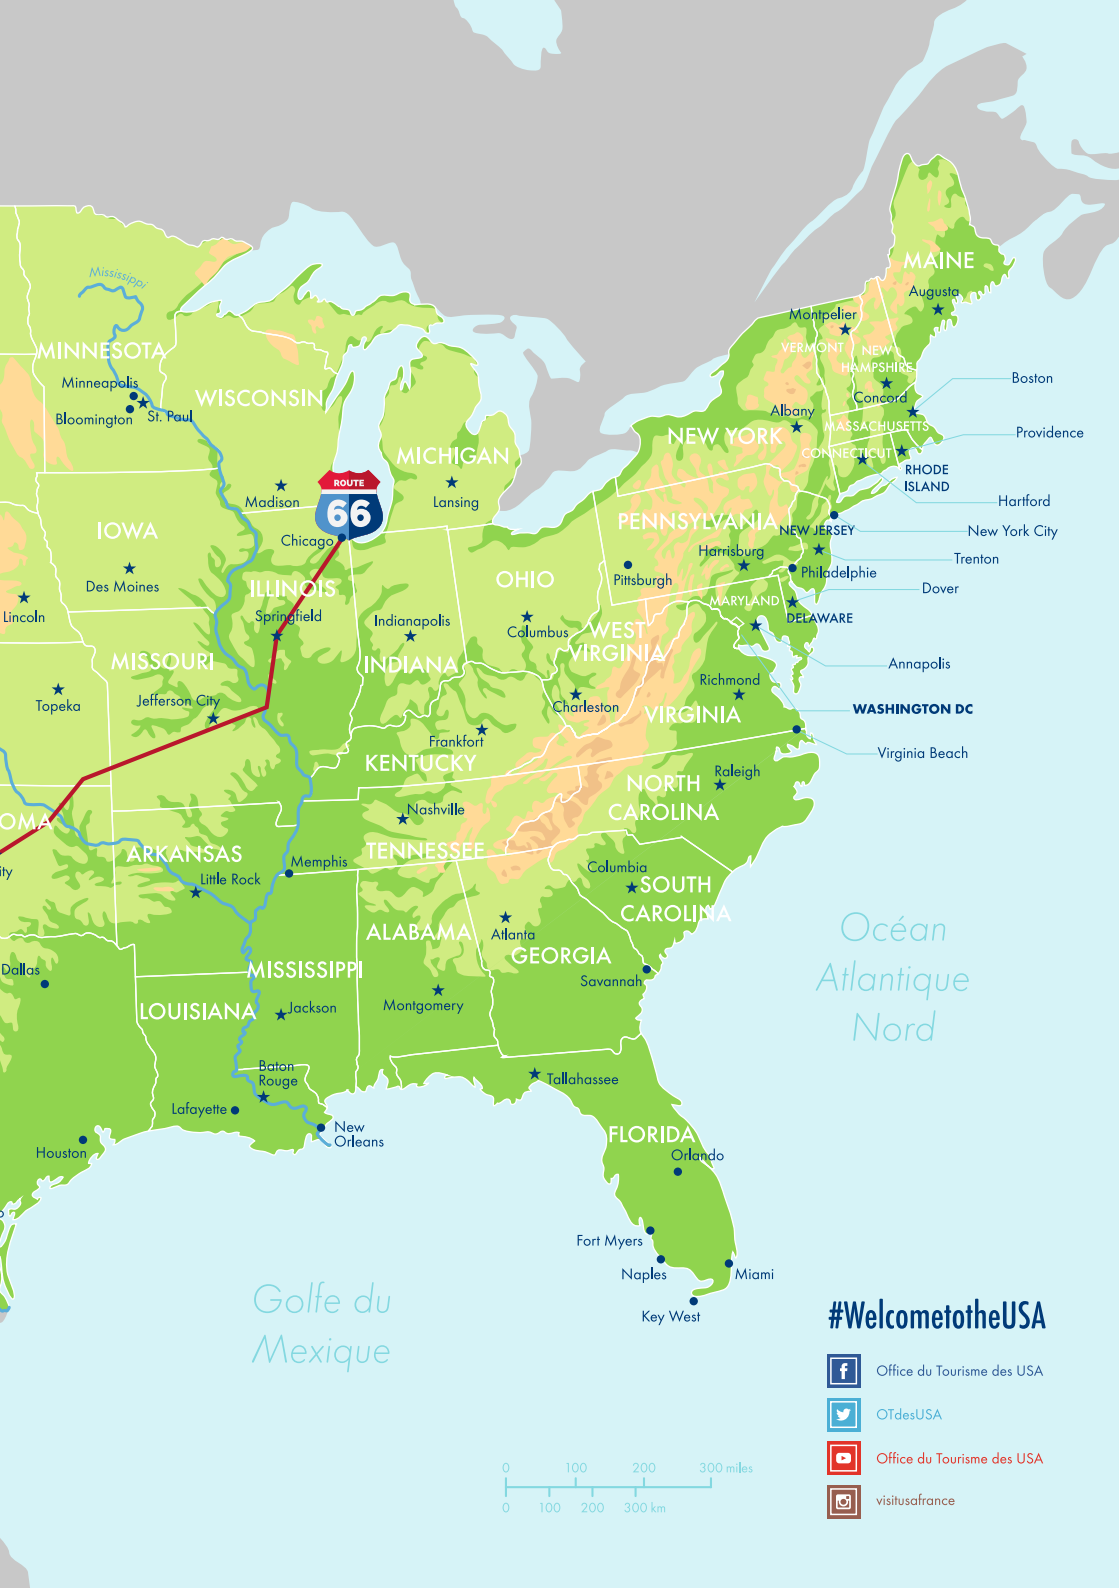 MAINE
Augusta
Mississippi
Montpelier
VERMONT
NEW
HAMPSHIRE
MINNESOTA
Minneapolis
Bloomington
St. Paul
WISCONSIN
Concord
Boston
Albany
NEW YORK
MASSACHUSETTS
Providence
CONNECTICUT
MICHIGAN
RHODE
ISLAND
ROUTE
66
Madison
Lansing
Hartford
IOWA
PENNSYLVANIA
NEW JERSEY
New York City
Chicago
Harrisburg
Trenton
Des Moines
ILLINOIS
OHIO
Pittsburgh
Philadelphie
Dover
MARYLAND
DELAWARE
Lincoln
Springfield
Indianapolis
Columbus
WEST
VIRGINIA
MISSOURI
INDIANA
Annapolis
Richmond
Topeka
Jefferson City
Charleston
VIRGINIA
WASHINGTON DC
Frankfort
KENTUCKY
Virginia Beach
Raleigh
NORTH
CAROLINA
Nashville
OMA
ARKANSAS
TENNESSEE
Memphis
Columbia
ity
Little Rock
SOUTH
CAROLINA
ALABAMA
Atlanta
GEORGIA
Océan
Atlantique
Nord
Dallas
MISSISSIPPI
Savannah
LOUISIANA
Jackson
Montgomery
Baton
Rouge
Tallahassee
Lafayette
New
Orleans
FLORIDA
Houston
Orlando
Fort Myers
Naples
Miami
Key West
Golfe du
Mexique
#WelcometotheUSA
Office du Tourisme des USA
OTdesUSA
Office du Tourisme des USA
visitusafrance
0 100 200 300 miles
0 100 200 300 km